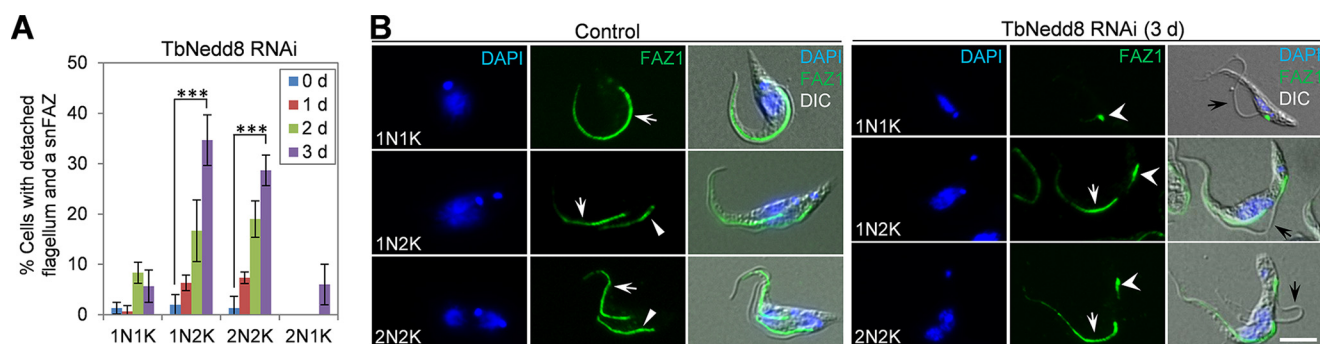 A
TbNedd8 RNAi
% Cells with detached
flagellum and a snFAZ
50
40
30
20
10
0
***
***
0 d
1 d
2 d
3 d
1N1K
1N2K
2N2K
2N1K
B
Control
DAPI
FAZ1
DAPI
FAZ1
DIC
1N1K
1N2K
2N2K
TbNedd8 RNAi (3 d)
DAPI
FAZ1
DAPI
FAZ1
DIC
1N1K
1N2K
2N2K